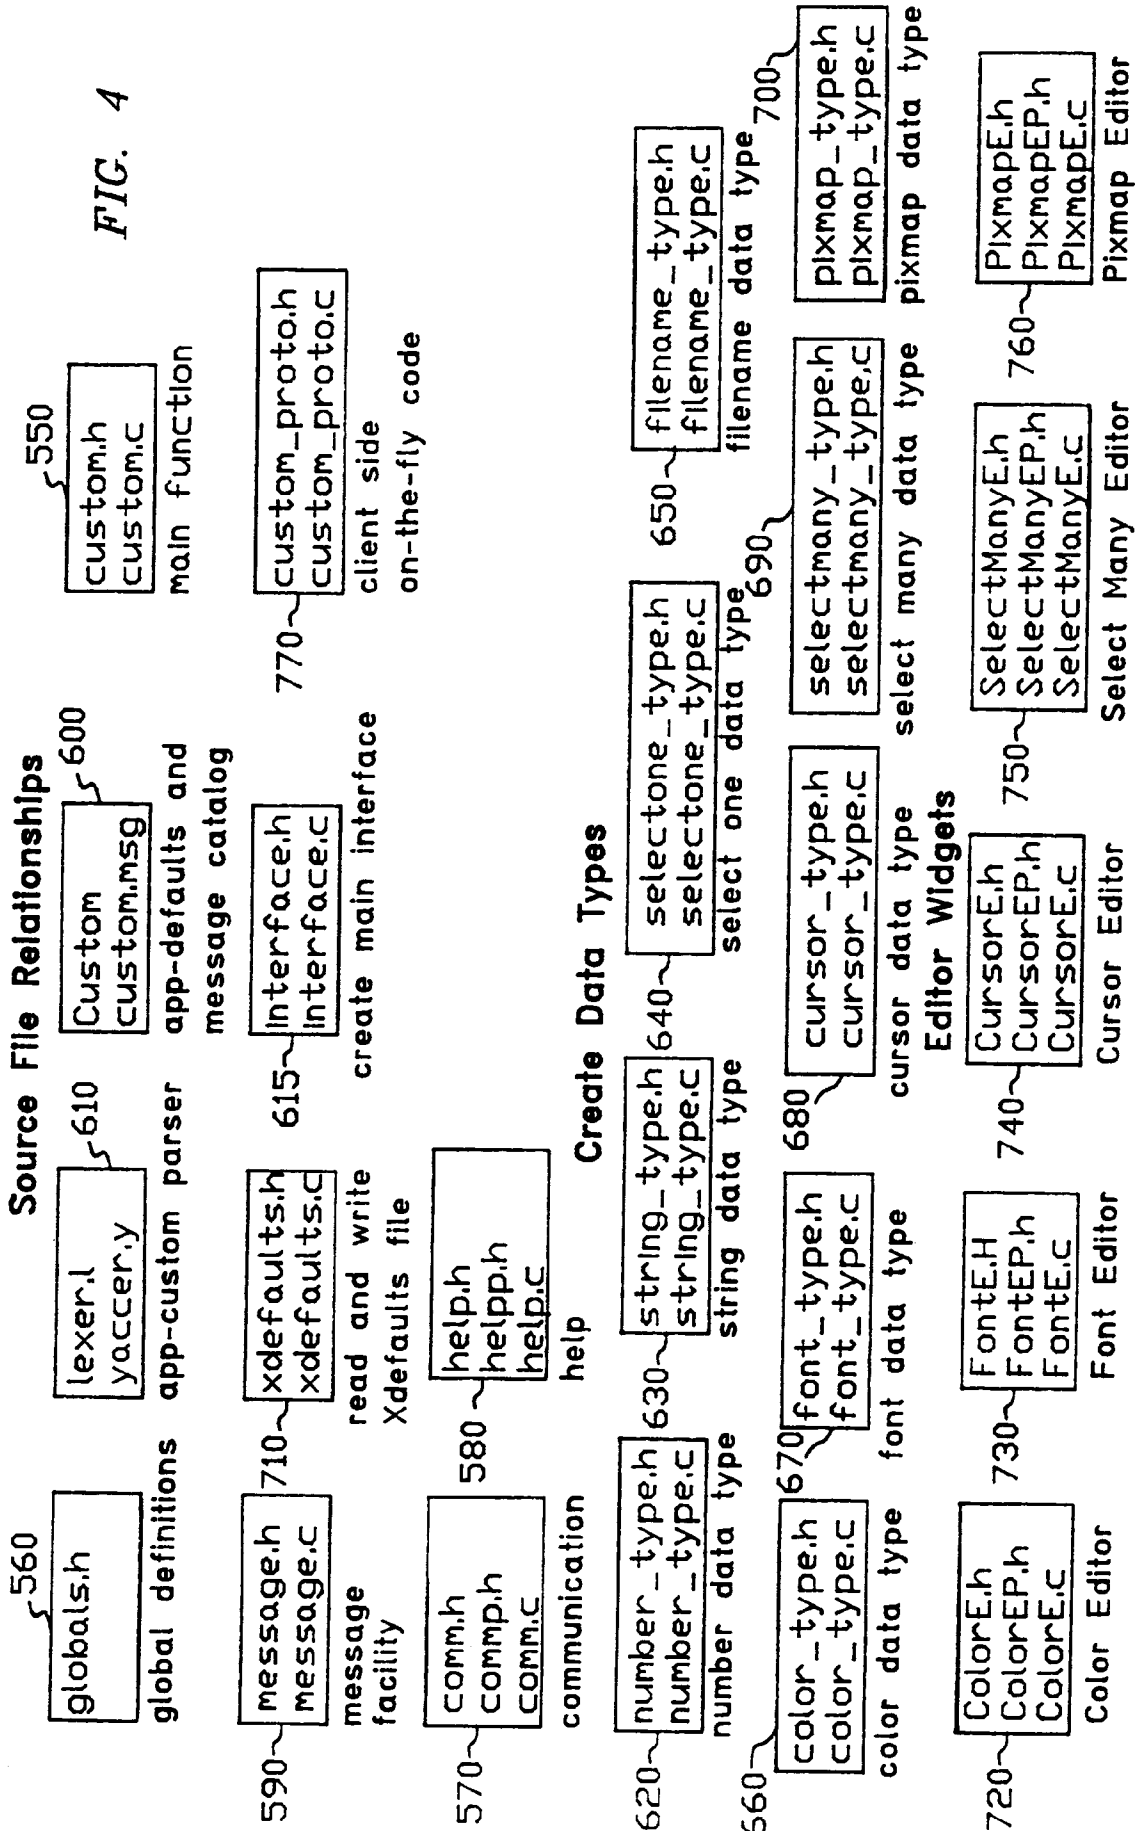 FIG. 4
Source File Relationships
560
globals.h
global definitions
610
lexer.l
yaccer.y
app-custom parser
600
Custom
custom.msg
app-defaults and
message catalog
550
custom.h
custom.c
main function
590
message.h
message.c
message
facility
710
xdefaults.h
xdefaults.c
read and write
Xdefaults file
615
interface.h
interface.c
create main interface
770
custom_proto.h
custom_proto.c
client side
on-the-fly code
570
comm.h
commp.h
comm.c
communication
580
help.h
helpp.h
help.c
help
Create Data Types
620
number_type.h
number_type.c
number data type
630
string_type.h
string_type.c
string data type
640
selectone_type.h
selectone_type.c
select one data type
650
filename_type.h
filename_type.c
filename data type
660
color_type.h
color_type.c
color data type
670
font_type.h
font_type.c
font data type
680
cursor_type.h
cursor_type.c
cursor data type
690
selectmany_type.h
selectmany_type.c
select many data type
700
pixmap_type.h
pixmap_type.c
pixmap data type
Editor Widgets
720
ColorE.h
ColorEP.h
ColorE.c
Color Editor
730
FontE.H
FontEP.h
FontE.c
Font Editor
740
CursorE.h
CursorEP.h
CursorE.c
Cursor Editor
750
SelectManyE.h
SelectManyEP.h
SelectManyE.c
Select Many Editor
760
PixmapE.h
PixmapEP.h
PixmapE.c
Pixmap Editor